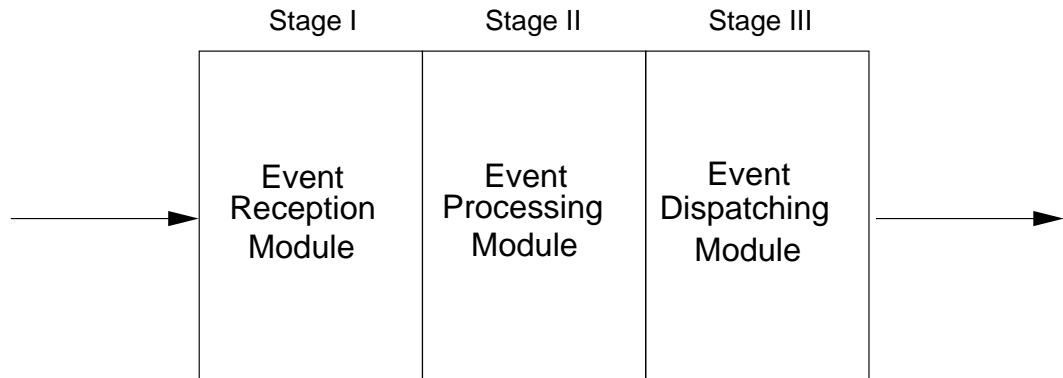 Stage I
Stage II
Stage III
Event
Reception
Module
Event
Processing
Module
Event
Dispatching
Module